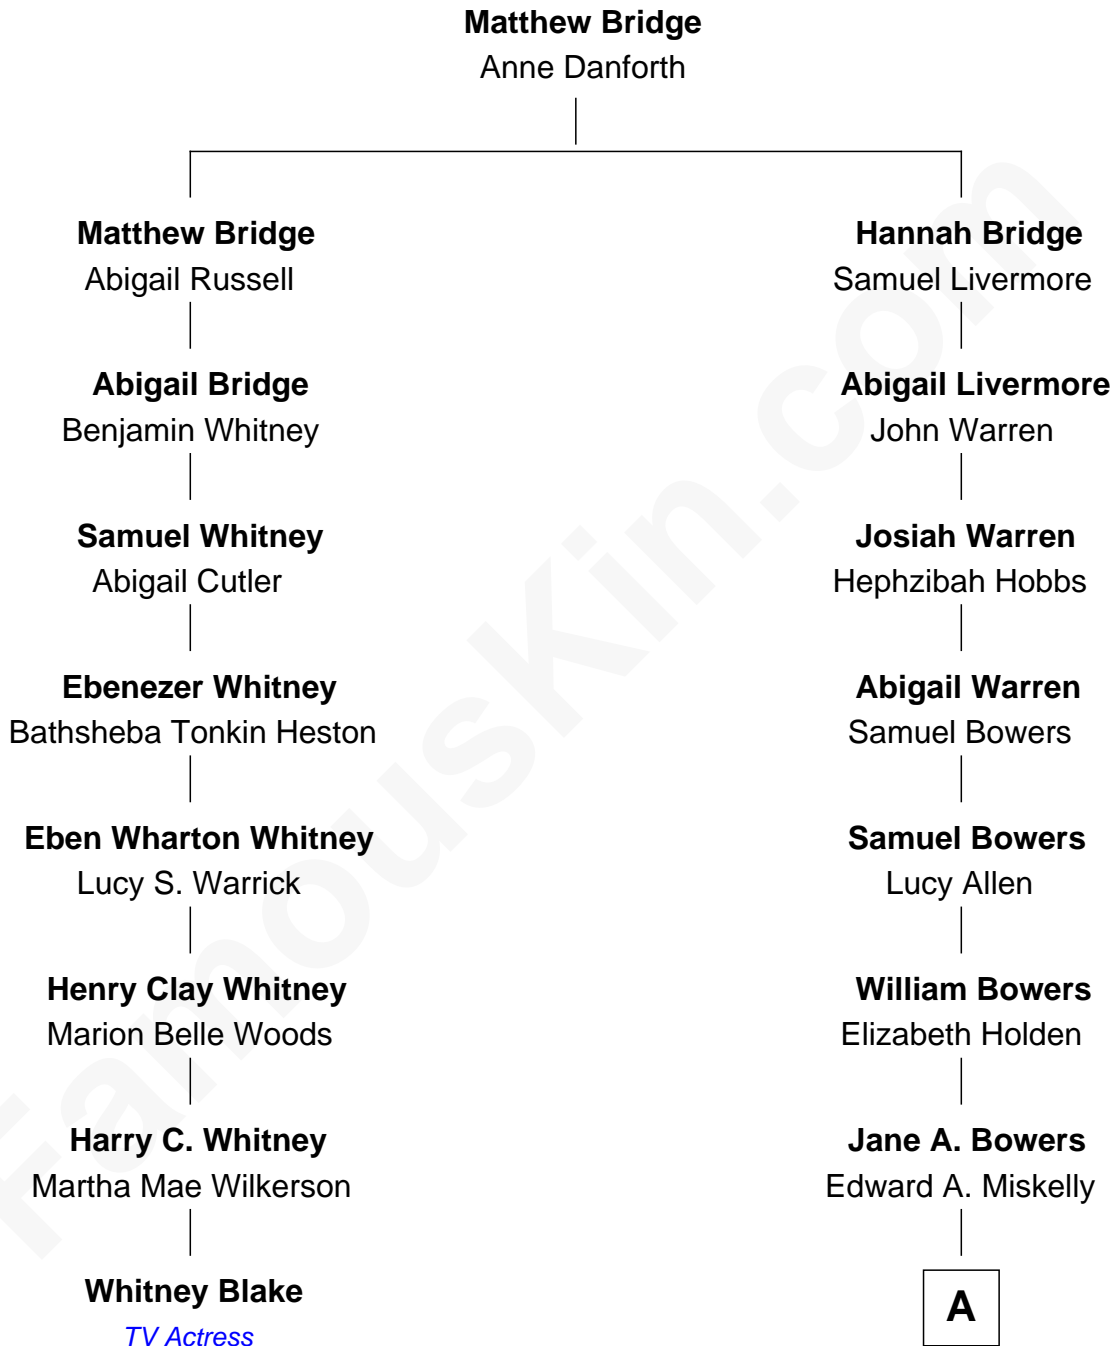 Matthew Bridge
Anne Danforth
Matthew Bridge
Abigail Russell
Hannah Bridge
Samuel Livermore
Abigail Bridge
Benjamin Whitney
Abigail Livermore
John Warren
Samuel Whitney
Abigail Cutler
Josiah Warren
Hephzibah Hobbs
Ebenezer Whitney
Bathsheba Tonkin Heston
Abigail Warren
Samuel Bowers
Eben Wharton Whitney
Lucy S. Warrick
Samuel Bowers
Lucy Allen
Henry Clay Whitney
Marion Belle Woods
William Bowers
Elizabeth Holden
Harry C. Whitney
Martha Mae Wilkerson
Jane A. Bowers
Edward A. Miskelly
Whitney Blake
TV Actress
A
FamousKin.com